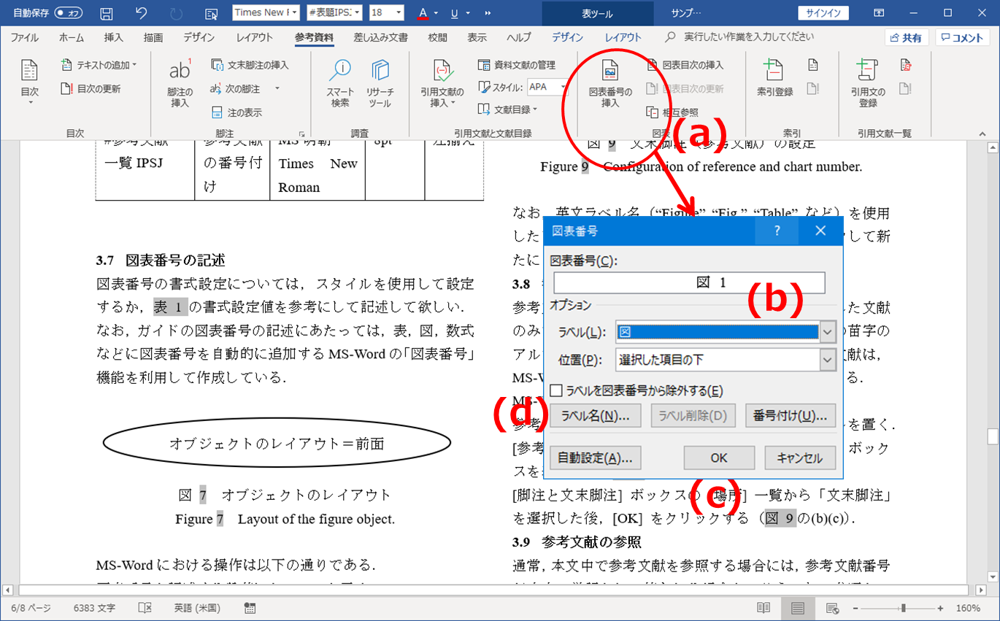 自動保存 オフ Times New R #表題IPSJ 18 A U 表ツール サンプ… サインイン
ファイル ホーム 挿入 描画 デザイン レイアウト 参考資料 差し込み文書 校閲 表示 ヘルプ デザイン レイアウト 実行したい作業を入力してください 共有 コメント
目次
テキストの追加
目次の更新
目次
ab 1
脚注の
挿入
文末脚注の挿入
次の脚注
注の表示
脚注
スマート
検索
リサーチ
ツール
調査
引用文献の
挿入
資料文献の管理
スタイル: APA
文献目録
引用文献と文献目録
図表番号の
挿入
図表目次の挿入
図表目次の更新
相互参照
図表
索引登録
索引
引用文の
登録
引用文献一覧
(a)
#参考文献
一覧 IPSJ
参考文献
の番号付
け
MS 明朝
Times New
Roman
8pt
左揃え
3.7 図表番号の記述
図表番号の書式設定については，スタイルを使用して設定
するか，表 1 の書式設定値を参考にして記述して欲しい．
なお，ガイドの図表番号の記述にあたっては，表，図，数式
などに図表番号を自動的に追加する MS-Word の「図表番号」
機能を利用して作成している．
オブジェクトのレイアウト＝前面
図 7 オブジェクトのレイアウト
Figure 7 Layout of the figure object.
MS-Word における操作は以下の通りである．
図 9 文末脚注（参考文献）の設定
Figure 9 Configuration of reference and chart number.
なお，英文ラベル名（“Figure” “Fig.” “Table” など）を使用
した
して新
たに
3.8
参考
した文献
のみ
の苗字の
アル
献は，
MS-W
る．
MS-
参考
を置く．
[参考
ボック
スを
[脚注と文末脚注] ボックスの [場所] 一覧から「文末脚注」
を選択した後，[OK] をクリックする（図 9 の(b)(c)）．
3.9 参考文献の参照
通常，本文中で参考文献を参照する場合には，参考文献番号
図表番号 ?
図表番号(C):
図 1
(b)
オプション
ラベル(L): 図
位置(P): 選択した項目の下
ラベルを図表番号から除外する(E)
(d)
ラベル名(N)... ラベル削除(D) 番号付け(U)...
自動設定(A)... OK キャンセル
(c)
6/8 ページ 6383 文字 英語 (米国) 160%